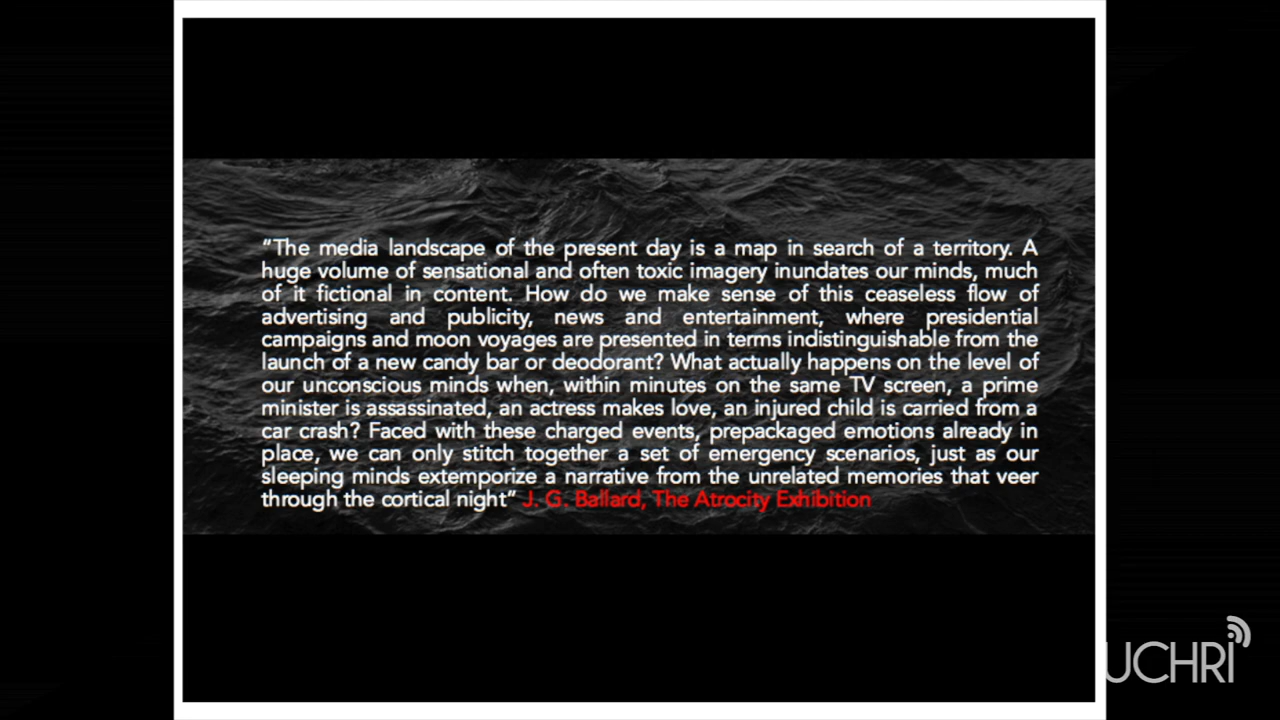 “The media landscape of the present day is a map in search of a territory. A
huge volume of sensational and often toxic imagery inundates our minds, much
of it fictional in content. How do we make sense of this ceaseless flow of
advertising and publicity, news and entertainment, where presidential
campaigns and moon voyages are presented in terms indistinguishable from the
launch of a new candy bar or deodorant? What actually happens on the level of
our unconscious minds when, within minutes on the same TV screen, a prime
minister is assassinated, an actress makes love, an injured child is carried from a
car crash? Faced with these charged events, prepackaged emotions already in
place, we can only stitch together a set of emergency scenarios, just as our
sleeping minds extemporize a narrative from the unrelated memories that veer
through the cortical night” J. G. Ballard, The Atrocity Exhibition
UCHRI